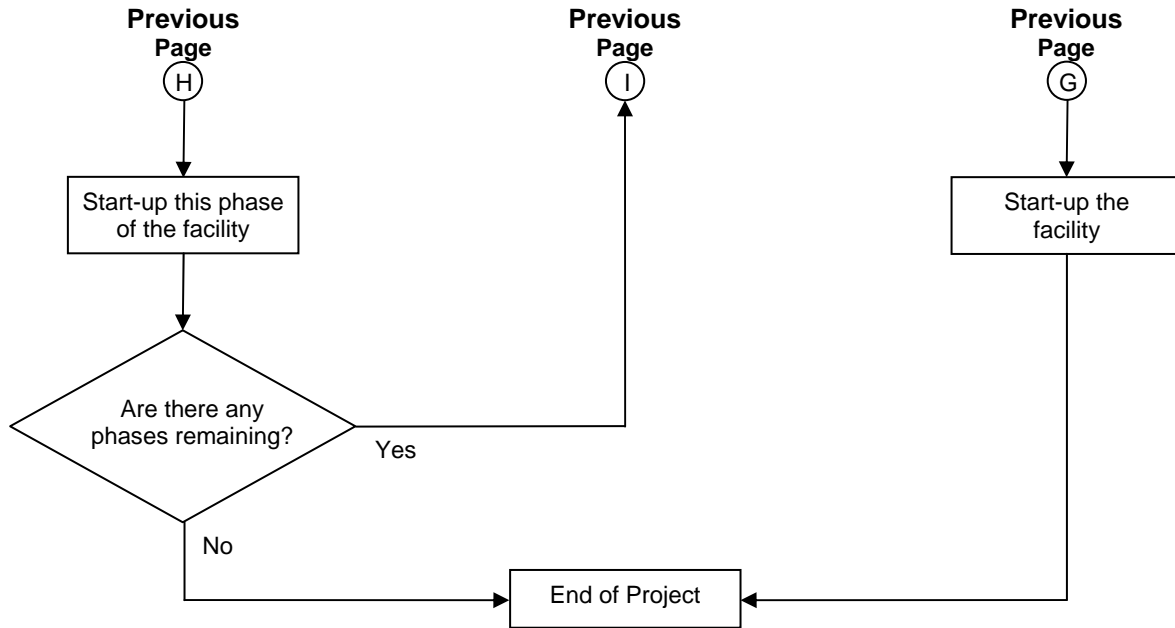 Previous
Page
H
Previous
Page
I
Previous
Page
G
Start-up this phase
of the facility
Start-up the
facility
Are there any
phases remaining?
Yes
No
End of Project